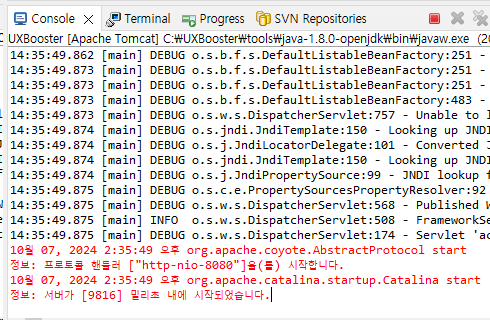 Console Terminal Progress SVN Repositories
UXBooster [Apache Tomcat] C:₩UXBooster₩tools₩java-1.8.0-openjdk₩bin₩javaw.exe (20
14:35:49.862 [main] DEBUG o.s.b.f.s.DefaultListableBeanFactory:251 -
14:35:49.873 [main] DEBUG o.s.b.f.s.DefaultListableBeanFactory:251 -
14:35:49.873 [main] DEBUG o.s.b.f.s.DefaultListableBeanFactory:251 -
14:35:49.873 [main] DEBUG o.s.b.f.s.DefaultListableBeanFactory:483 -
14:35:49.873 [main] DEBUG o.s.w.s.DispatcherServlet:757 - Unable to l
14:35:49.874 [main] DEBUG o.s.jndi.JndiTemplate:150 - Looking up JNDI
14:35:49.874 [main] DEBUG o.s.j.JndiLocatorDelegate:101 - Converted J
14:35:49.874 [main] DEBUG o.s.jndi.JndiTemplate:150 - Looking up JNDI
14:35:49.874 [main] DEBUG o.s.j.JndiPropertySource:99 - JNDI lookup f
14:35:49.875 [main] DEBUG o.s.c.e.PropertySourcesPropertyResolver:92
14:35:49.875 [main] DEBUG o.s.w.s.DispatcherServlet:568 - Published W
14:35:49.875 [main] INFO o.s.w.s.DispatcherServlet:508 - FrameworkSe
14:35:49.875 [main] DEBUG o.s.w.s.DispatcherServlet:174 - Servlet 'ac
10월 07, 2024 2:35:49 오후 org.apache.coyote.AbstractProtocol start
정보: 프로토콜 핸들러 ["http-nio-8080"]을(를) 시작합니다.
10월 07, 2024 2:35:49 오후 org.apache.catalina.startup.Catalina start
정보: 서버가 [9816] 밀리초 내에 시작되었습니다.